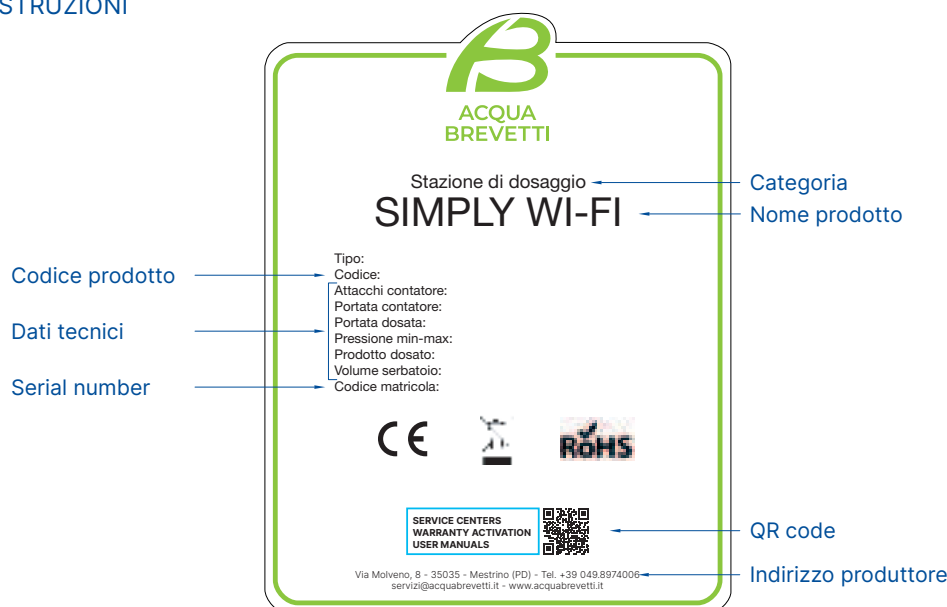 STRUZIONI
ACQUA
BREVETTI
Stazione di dosaggio
Categoria
SIMPLY WI-FI
Nome prodotto
Tipo:
Codice prodotto
Codice:
Dati tecnici
Attacchi contatore:
Portata contatore:
Portata dosata:
Pressione min-max:
Prodotto dosato:
Volume serbatoio:
Serial number
Codice matricola:
CE
RoHS
SERVICE CENTERS
WARRANTY ACTIVATION
USER MANUALS
QR code
Via Molveno, 8 - 35035 - Mestrino (PD) - Tel. +39 049.8974006
servizi@acquabrevetti.it - www.acquabrevetti.it
Indirizzo produttore